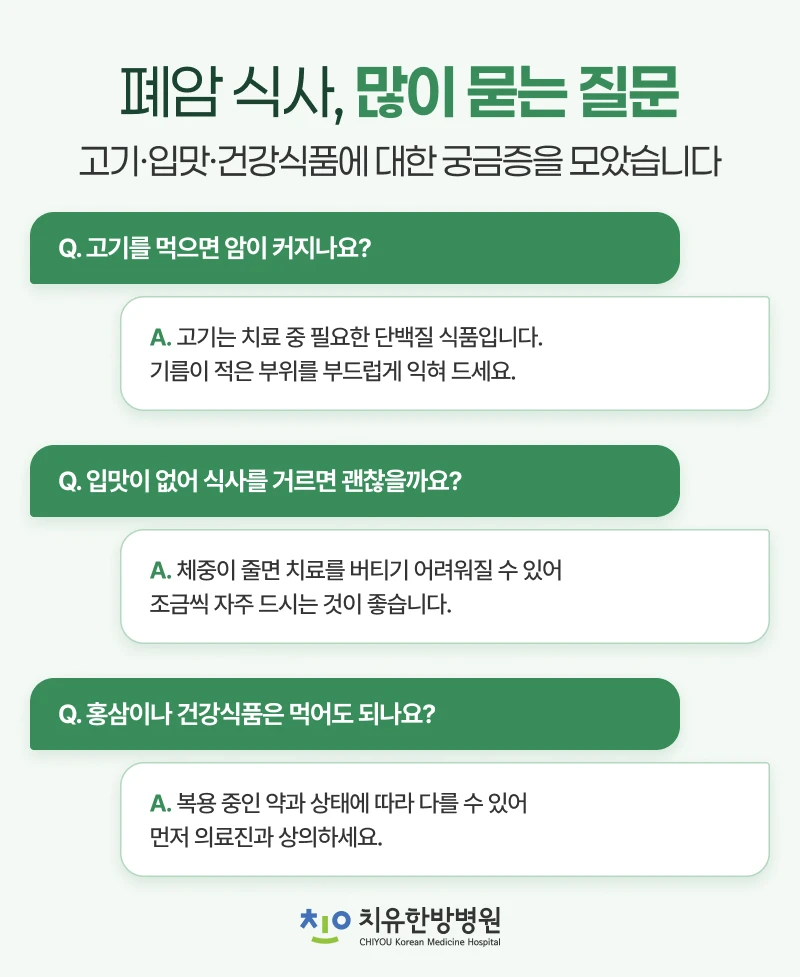 폐암 식사, 많이 묻는 질문
고기·입맛·건강식품에 대한 궁금증을 모았습니다
Q. 고기를 먹으면 암이 커지나요?
A. 고기는 치료 중 필요한 단백질 식품입니다.
기름이 적은 부위를 부드럽게 익혀 드세요.
Q. 입맛이 없어 식사를 거르면 괜찮을까요?
A. 체중이 줄면 치료를 버티기 어려워질 수 있어
조금씩 자주 드시는 것이 좋습니다.
Q. 홍삼이나 건강식품은 먹어도 되나요?
A. 복용 중인 약과 상태에 따라 다를 수 있어
먼저 의료진과 상의하세요.
치유 치유한방병원
CHIYOU Korean Medicine Hospital